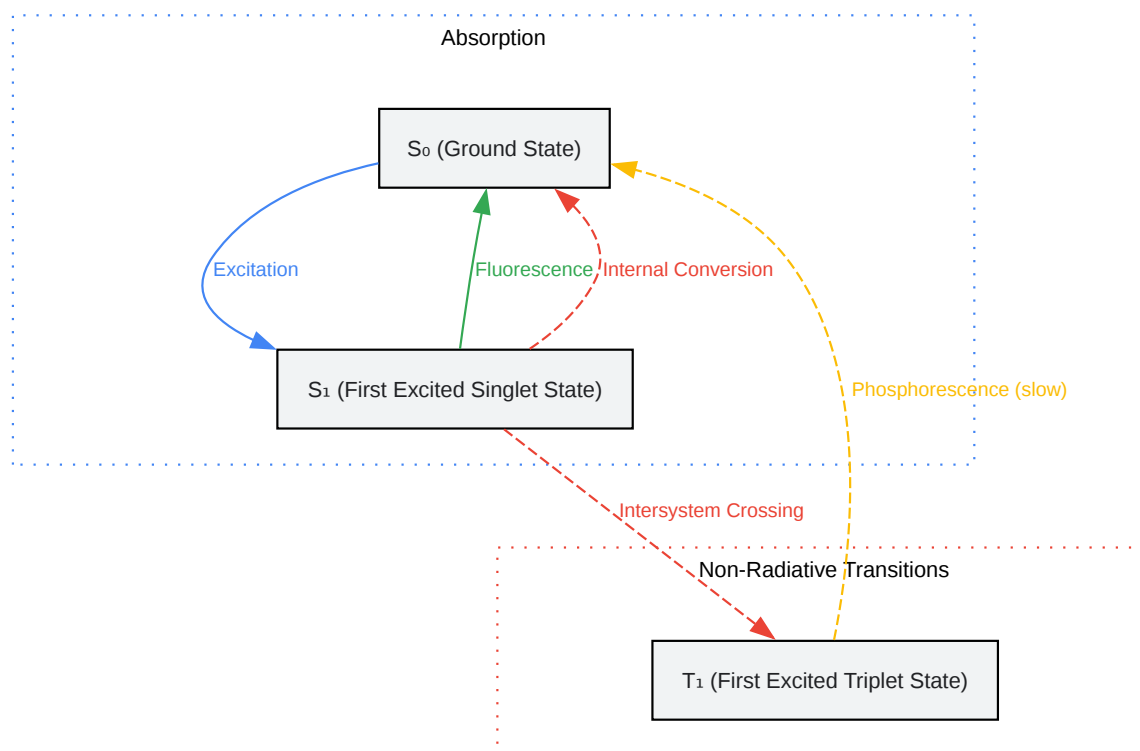 Absorption
S₀ (Ground State)
Excitation
Fluorescence
Internal Conversion
S₁ (First Excited Singlet State)
Phosphorescence (slow)
Intersystem Crossing
Non-Radiative Transitions
T₁ (First Excited Triplet State)